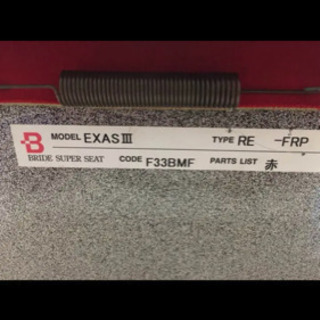 B MODEL EXAS III TYPE RE -FRP
BRIDE SUPER SEAT CODE F33BMF PARTS LIST 赤